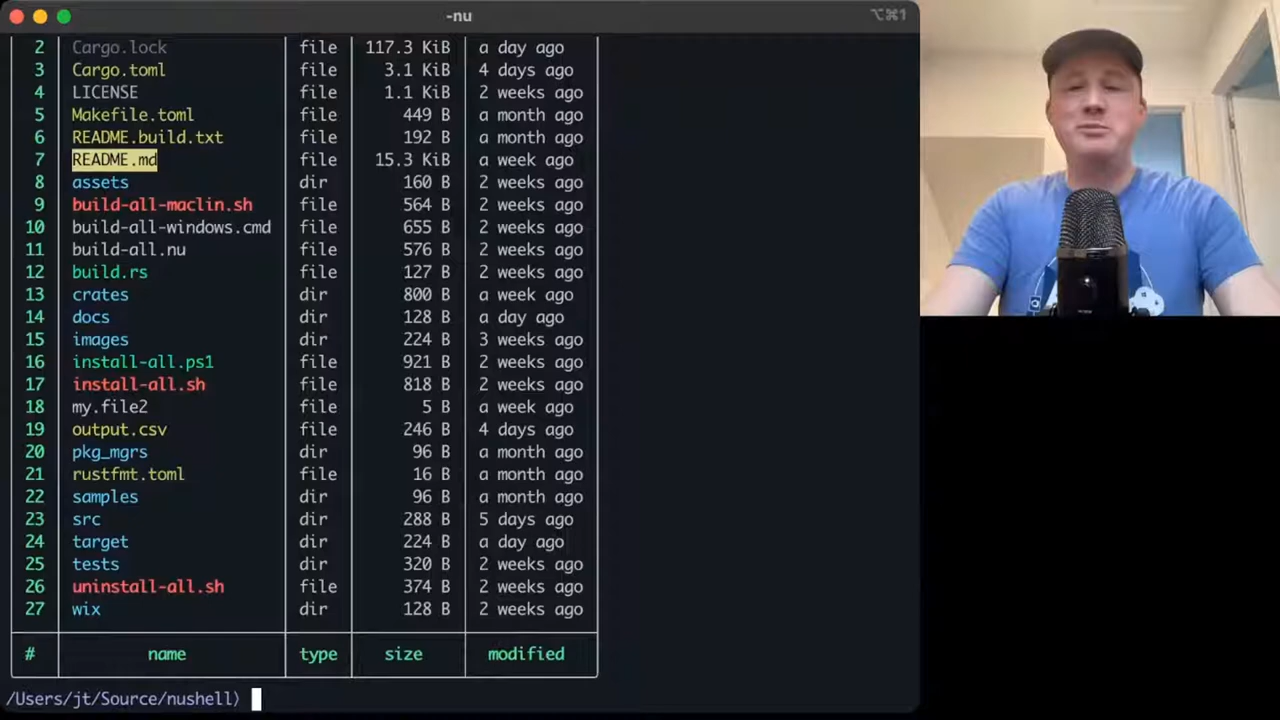 -nu
⌥⌘1
2 Cargo.lock file 117.3 KiB a day ago
3 Cargo.toml file 3.1 KiB 4 days ago
4 LICENSE file 1.1 KiB 2 weeks ago
5 Makefile.toml file 449 B a month ago
6 README.build.txt file 192 B a month ago
7 README.md file 15.3 KiB a week ago
8 assets dir 160 B 2 weeks ago
9 build-all-maclin.sh file 564 B 2 weeks ago
10 build-all-windows.cmd file 655 B 2 weeks ago
11 build-all.nu file 576 B 2 weeks ago
12 build.rs file 127 B 2 weeks ago
13 crates dir 800 B a week ago
14 docs dir 128 B a day ago
15 images dir 224 B 3 weeks ago
16 install-all.ps1 file 921 B 2 weeks ago
17 install-all.sh file 818 B 2 weeks ago
18 my.file2 file 5 B a week ago
19 output.csv file 246 B 4 days ago
20 pkg_mgrs dir 96 B a month ago
21 rustfmt.toml file 16 B a month ago
22 samples dir 96 B a month ago
23 src dir 288 B 5 days ago
24 target dir 224 B a day ago
25 tests dir 320 B 2 weeks ago
26 uninstall-all.sh file 374 B 2 weeks ago
27 wix dir 128 B 2 weeks ago
# name type size modified
/Users/jt/Source/nushell〉